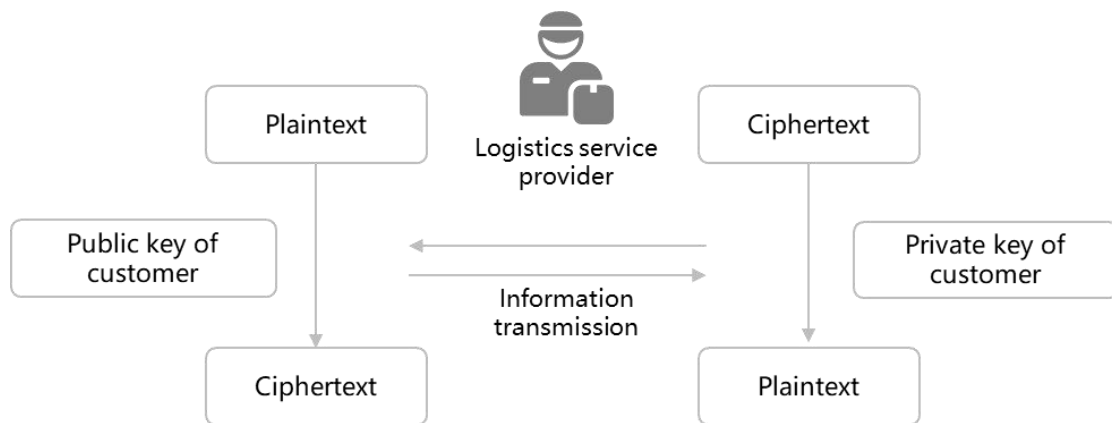 Plaintext
Ciphertext
Logistics service
provider
Public key of
customer
Private key of
customer
Information
transmission
Ciphertext
Plaintext